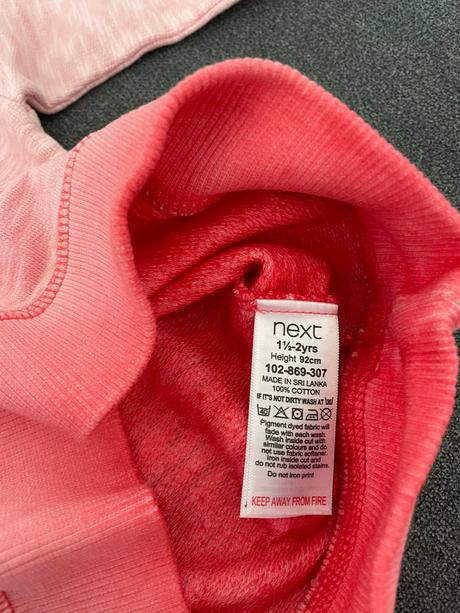 next
1½-2yrs
Height 92cm
102-869-307
MADE IN SRI LANKA
100% COTTON
IF IT'S NOT DIRTY WASH AT 30
40
Pigment dyed fabric will
fade with each wash.
Wash inside out with
similar colours and do
not use fabric softener.
Iron inside out and
do not rub isolated stains.
Do not iron print
KEEP AWAY FROM FIRE